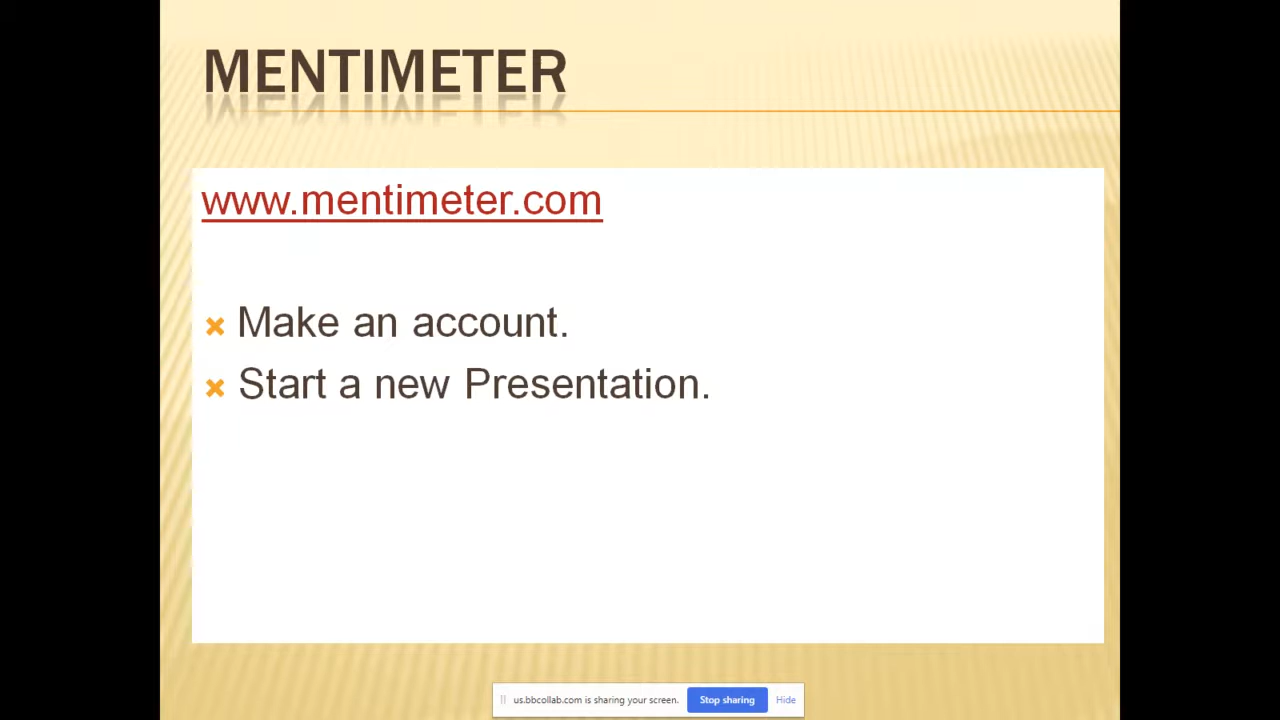 MENTIMETER
www.mentimeter.com
Make an account.
Start a new Presentation.
us.bbcollab.com is sharing your screen. Stop sharing Hide